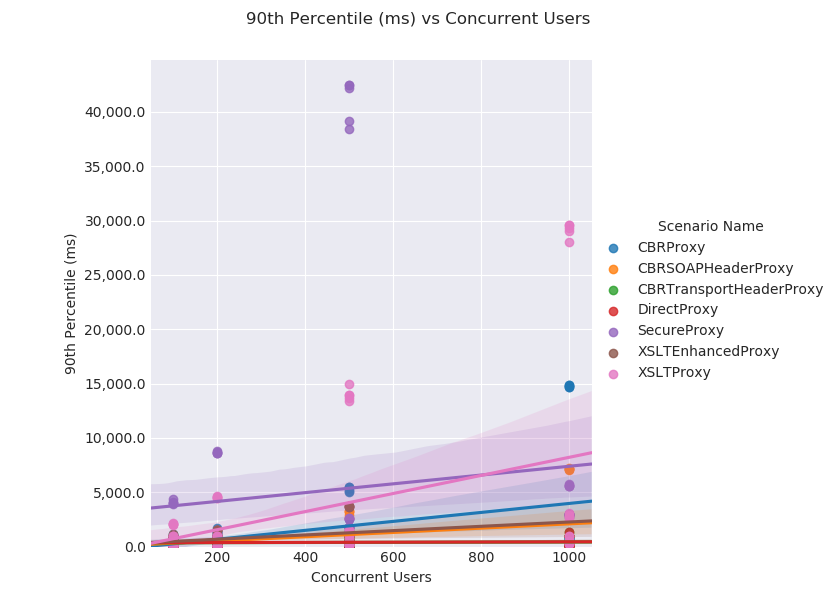 90th Percentile (ms) vs Concurrent Users
40,000.0
35,000.0
30,000.0
25,000.0
20,000.0
15,000.0
10,000.0
5,000.0
0.0
90th Percentile (ms)
200
400
600
800
1000
Concurrent Users
Scenario Name
CBRProxy
CBRSOAPHeaderProxy
CBRTransportHeaderProxy
DirectProxy
SecureProxy
XSLTEnhancedProxy
XSLTProxy